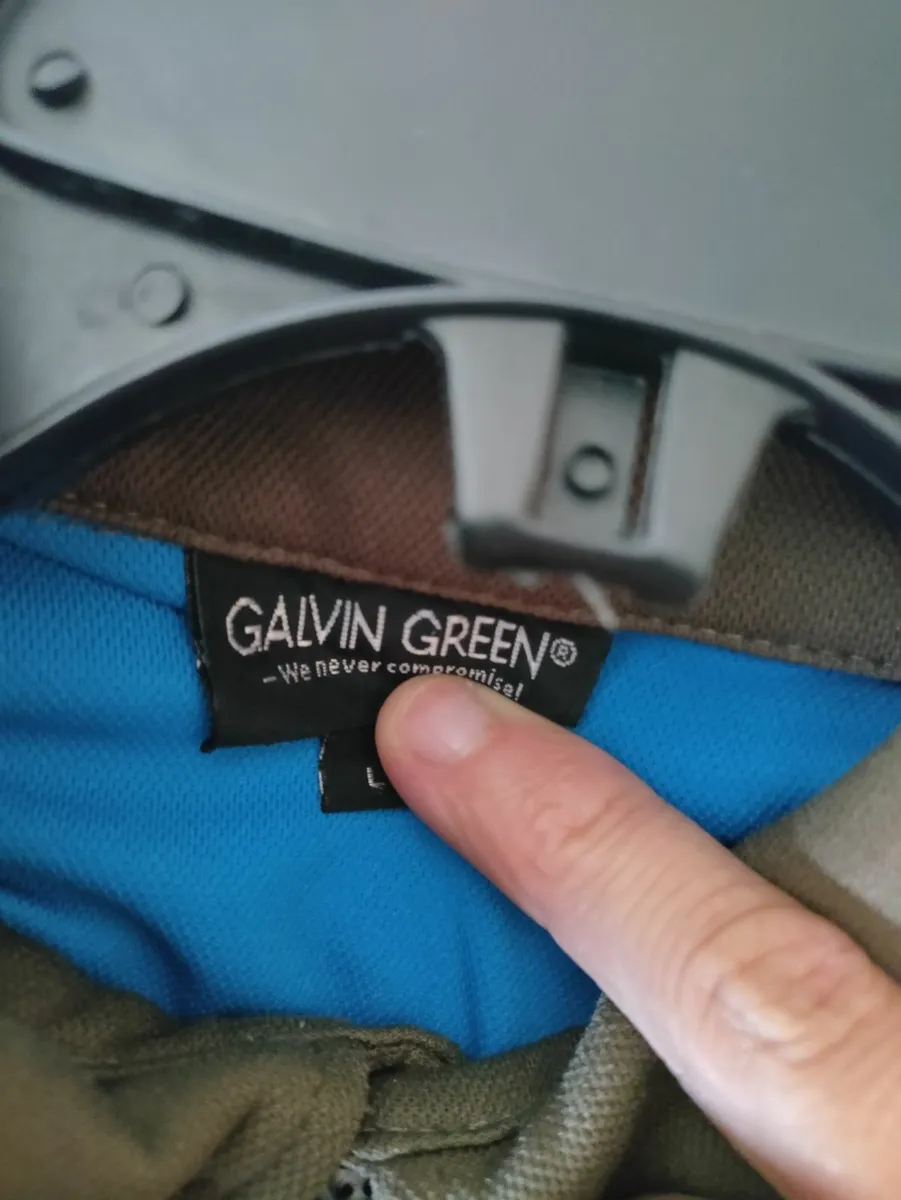 GALVIN GREEN®
–We never compromise!
L